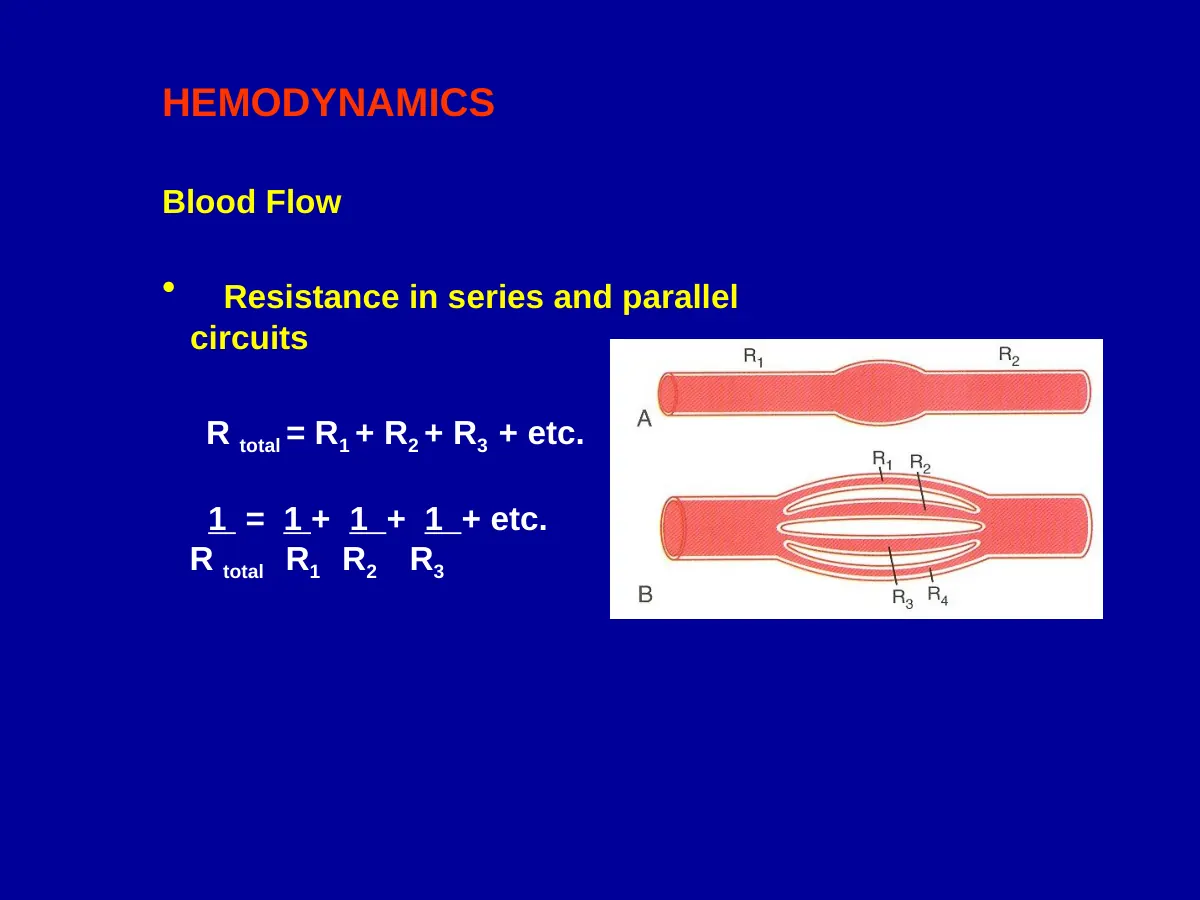 HEMODYNAMICS
Blood Flow
• Resistance in series and parallel
circuits
R total = R1 + R2 + R3 + etc.
1 = 1 + 1 + 1 + etc.
R total R1 R2 R3
R1 R2
A
R1 R2
B
R3 R4